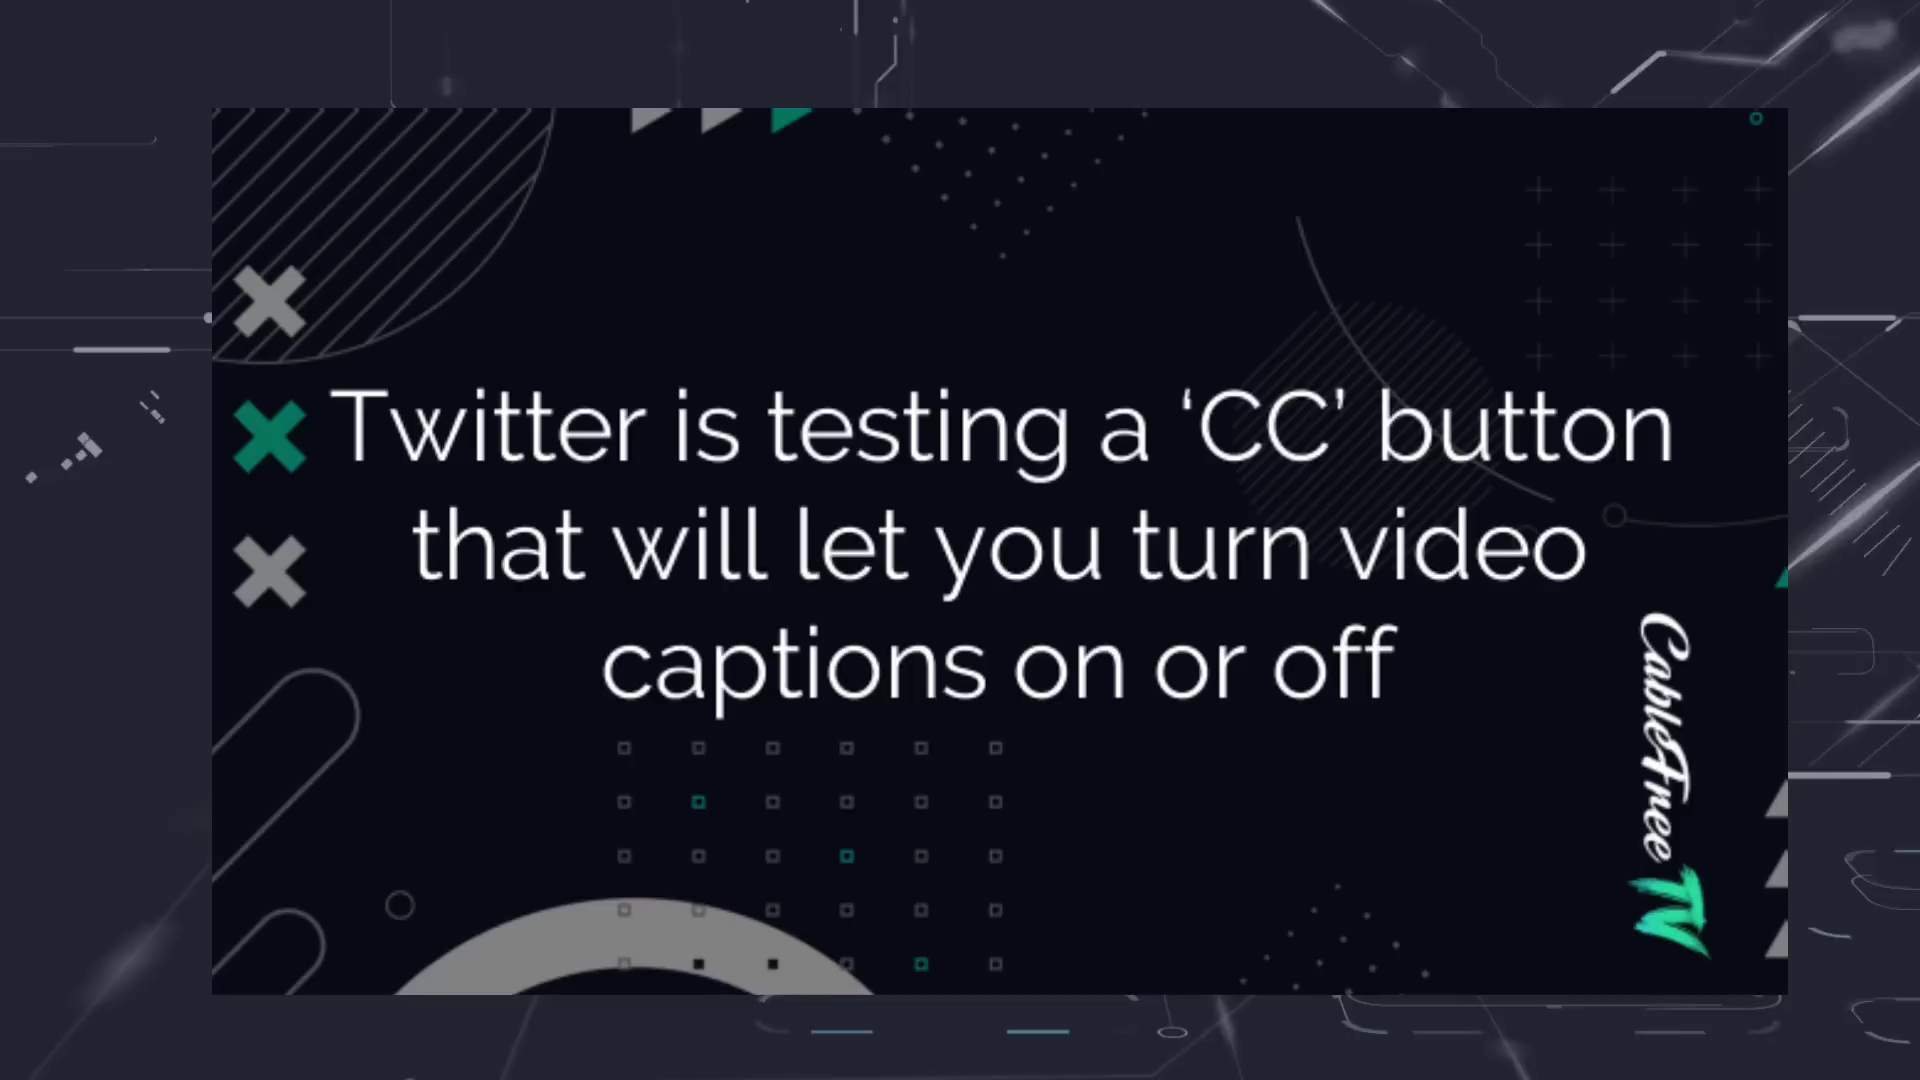 Twitter is testing a ‘CC’ button
that will let you turn video
captions on or off
CableFree TV